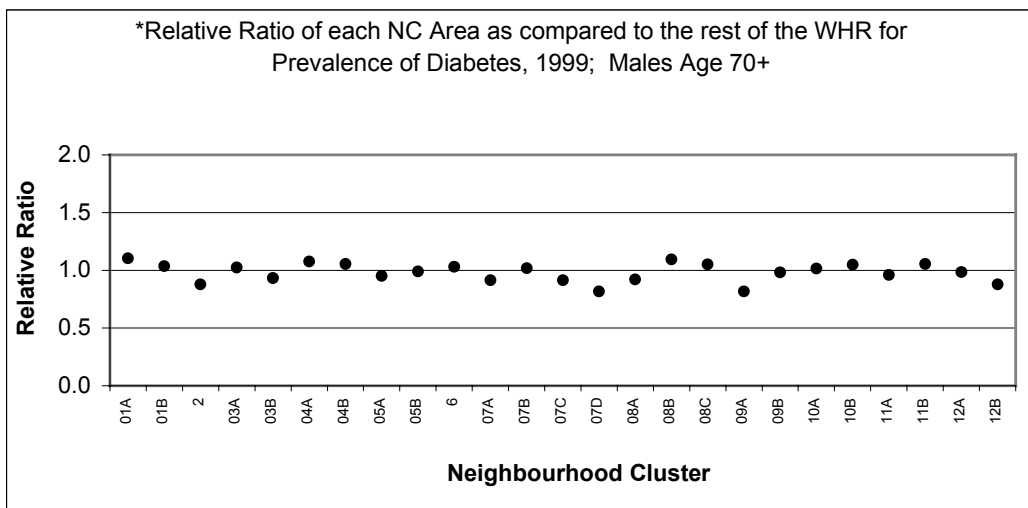 *Relative Ratio of each NC Area as compared to the rest of the WHR for
Prevalence of Diabetes, 1999;  Males Age 70+
2.0
1.5
1.0
0.5
0.0
Relative Ratio
01A
01B
2
03A
03B
04A
04B
05A
05B
6
07A
07B
07C
07D
08A
08B
08C
09A
09B
10A
10B
11A
11B
12A
12B
Neighbourhood Cluster